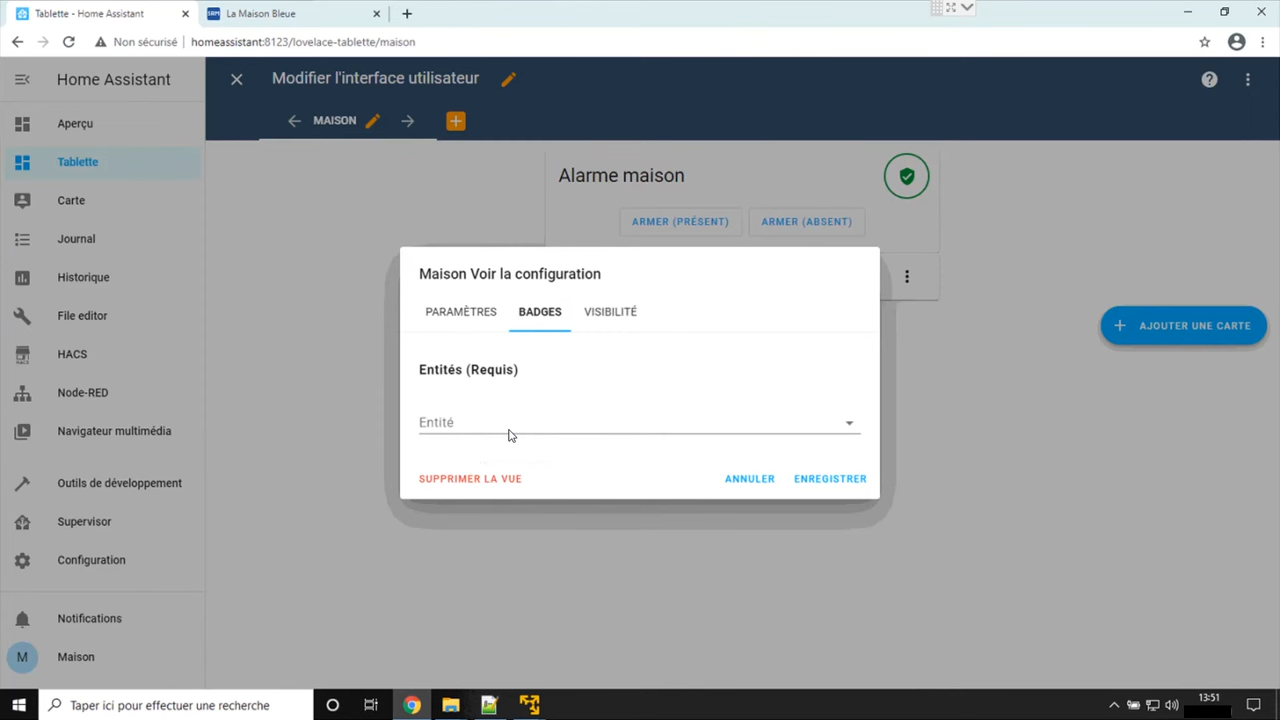 Tablette - Home Assistant
La Maison Bleue
Non sécurisé
homeassistant:8123/lovelace-tablette/maison
Home Assistant
Modifier l'interface utilisateur
MAISON
Aperçu
Tablette
Carte
Journal
Historique
File editor
HACS
HACS
Node-RED
Navigateur multimédia
Outils de développement
Supervisor
Configuration
Notifications
M
Maison
Alarme maison
ARMER (PRÉSENT)
ARMER (ABSENT)
AJOUTER UNE CARTE
Maison Voir la configuration
PARAMÈTRES
BADGES
VISIBILITÉ
Entités (Requis)
Entité
SUPPRIMER LA VUE
ANNULER
ENREGISTRER
Taper ici pour effectuer une recherche
13:51